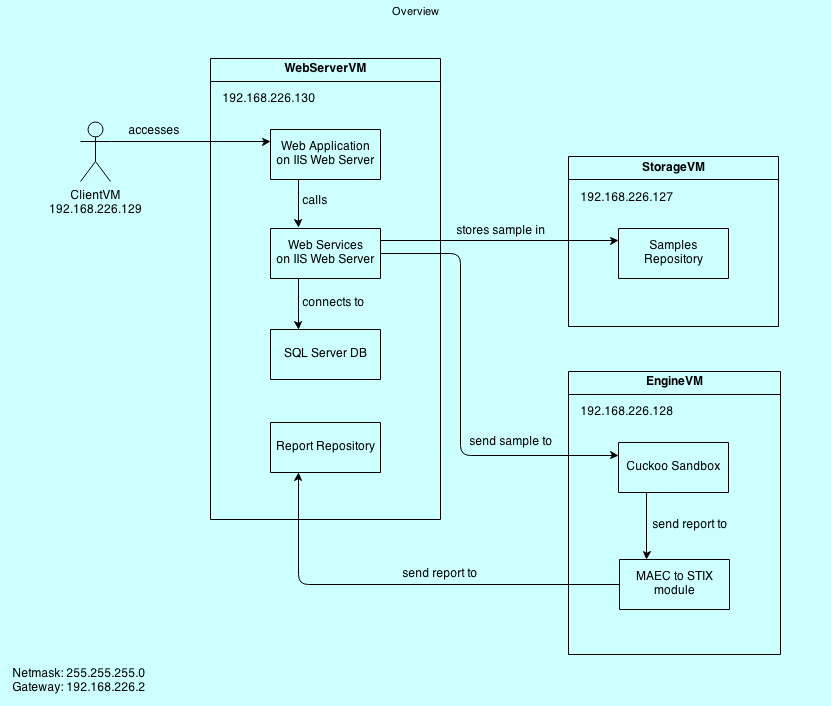 Overview
WebServerVM
192.168.226.130
accesses
Web Application
on IIS Web Server
ClientVM
192.168.226.129
calls
Web Services
on IIS Web Server
stores sample in
StorageVM
192.168.226.127
Samples
Repository
connects to
SQL Server DB
EngineVM
192.168.226.128
Report Repository
send sample to
Cuckoo Sandbox
send report to
send report to
MAEC to STIX
module
Netmask: 255.255.255.0
Gateway: 192.168.226.2